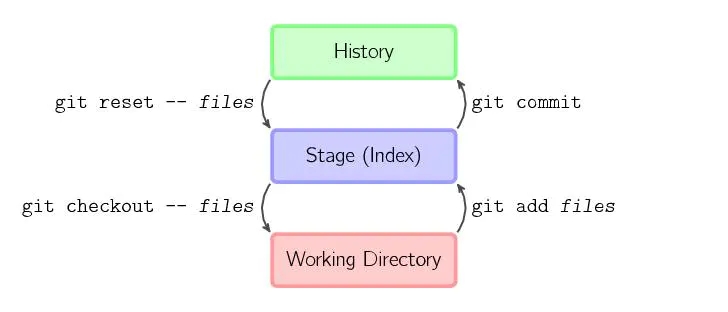 History
git reset -- files
git commit
Stage (Index)
git checkout -- files
git add files
Working Directory